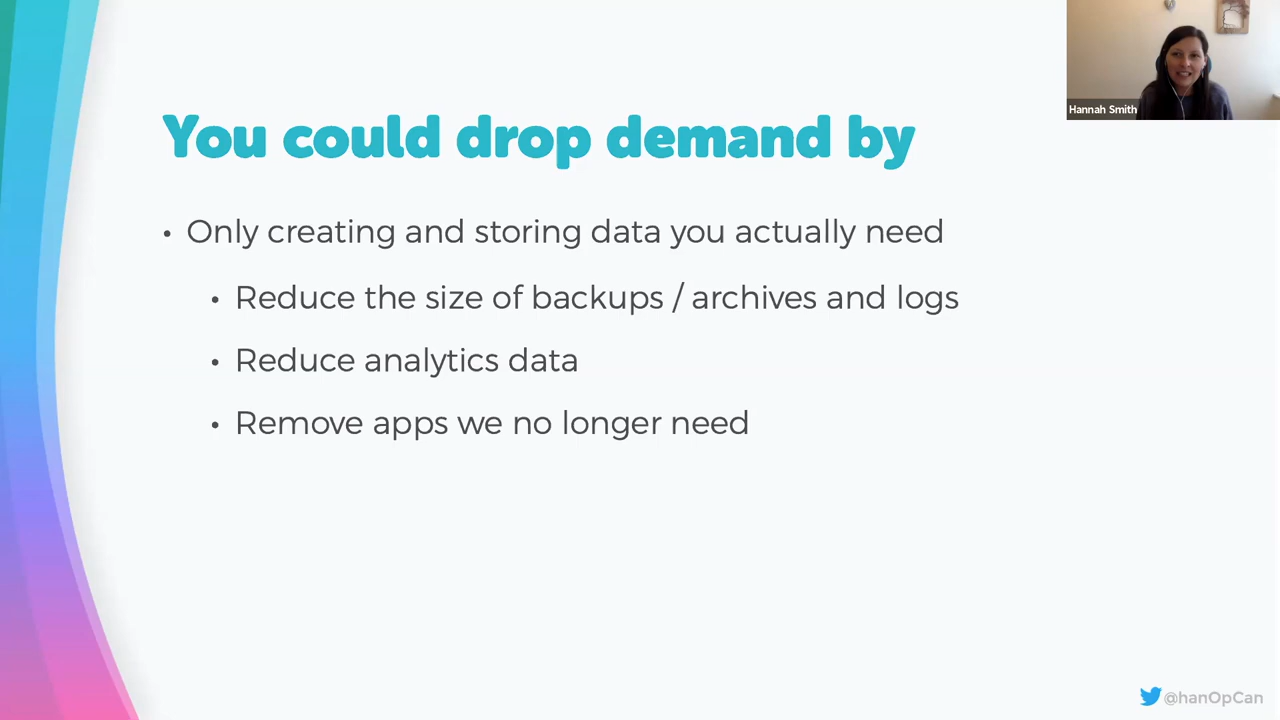 Hannah Smith
You could drop demand by
• Only creating and storing data you actually need
• Reduce the size of backups / archives and logs
• Reduce analytics data
• Remove apps we no longer need
@hanOpCan